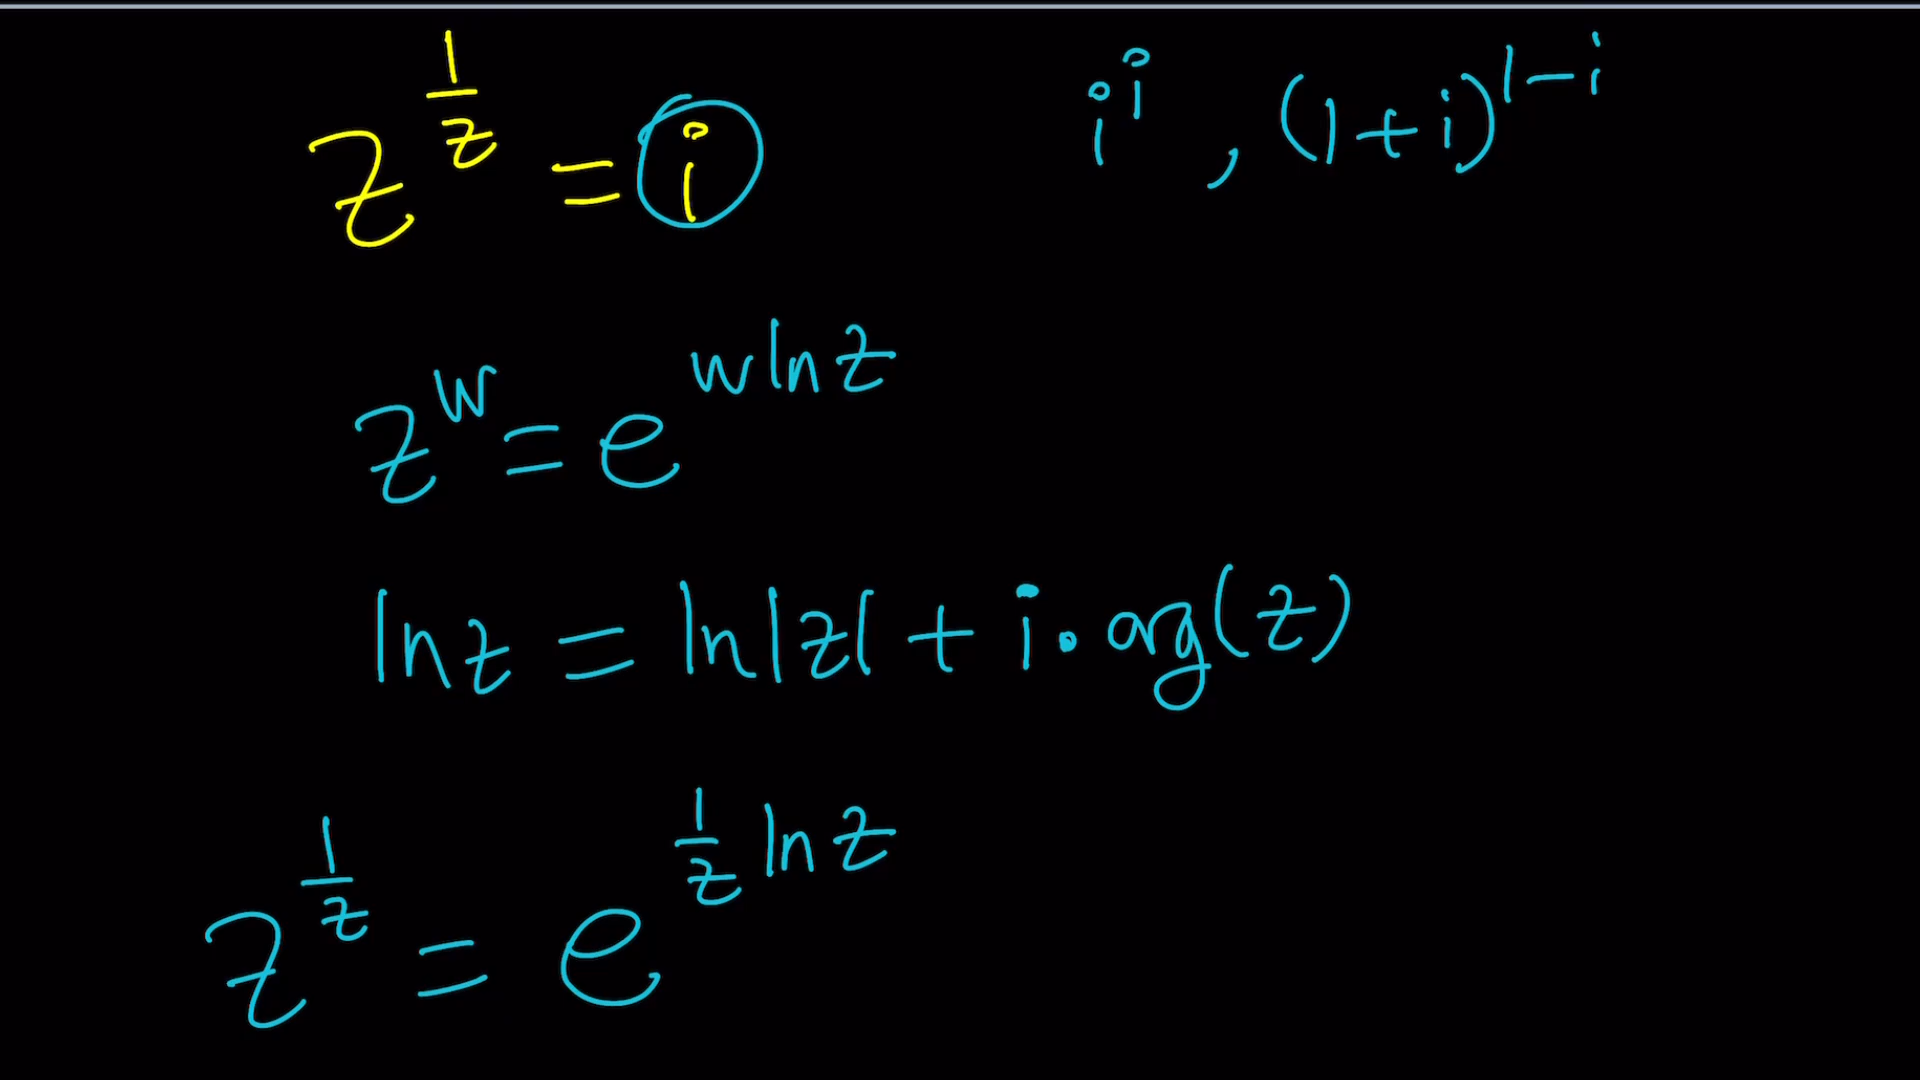 z^(1/z) = i    i^i , (1+i)^(1-i)
z^w = e^(w ln z)
ln z = ln|z| + i · arg(z)
z^(1/z) = e^(1/z ln z)